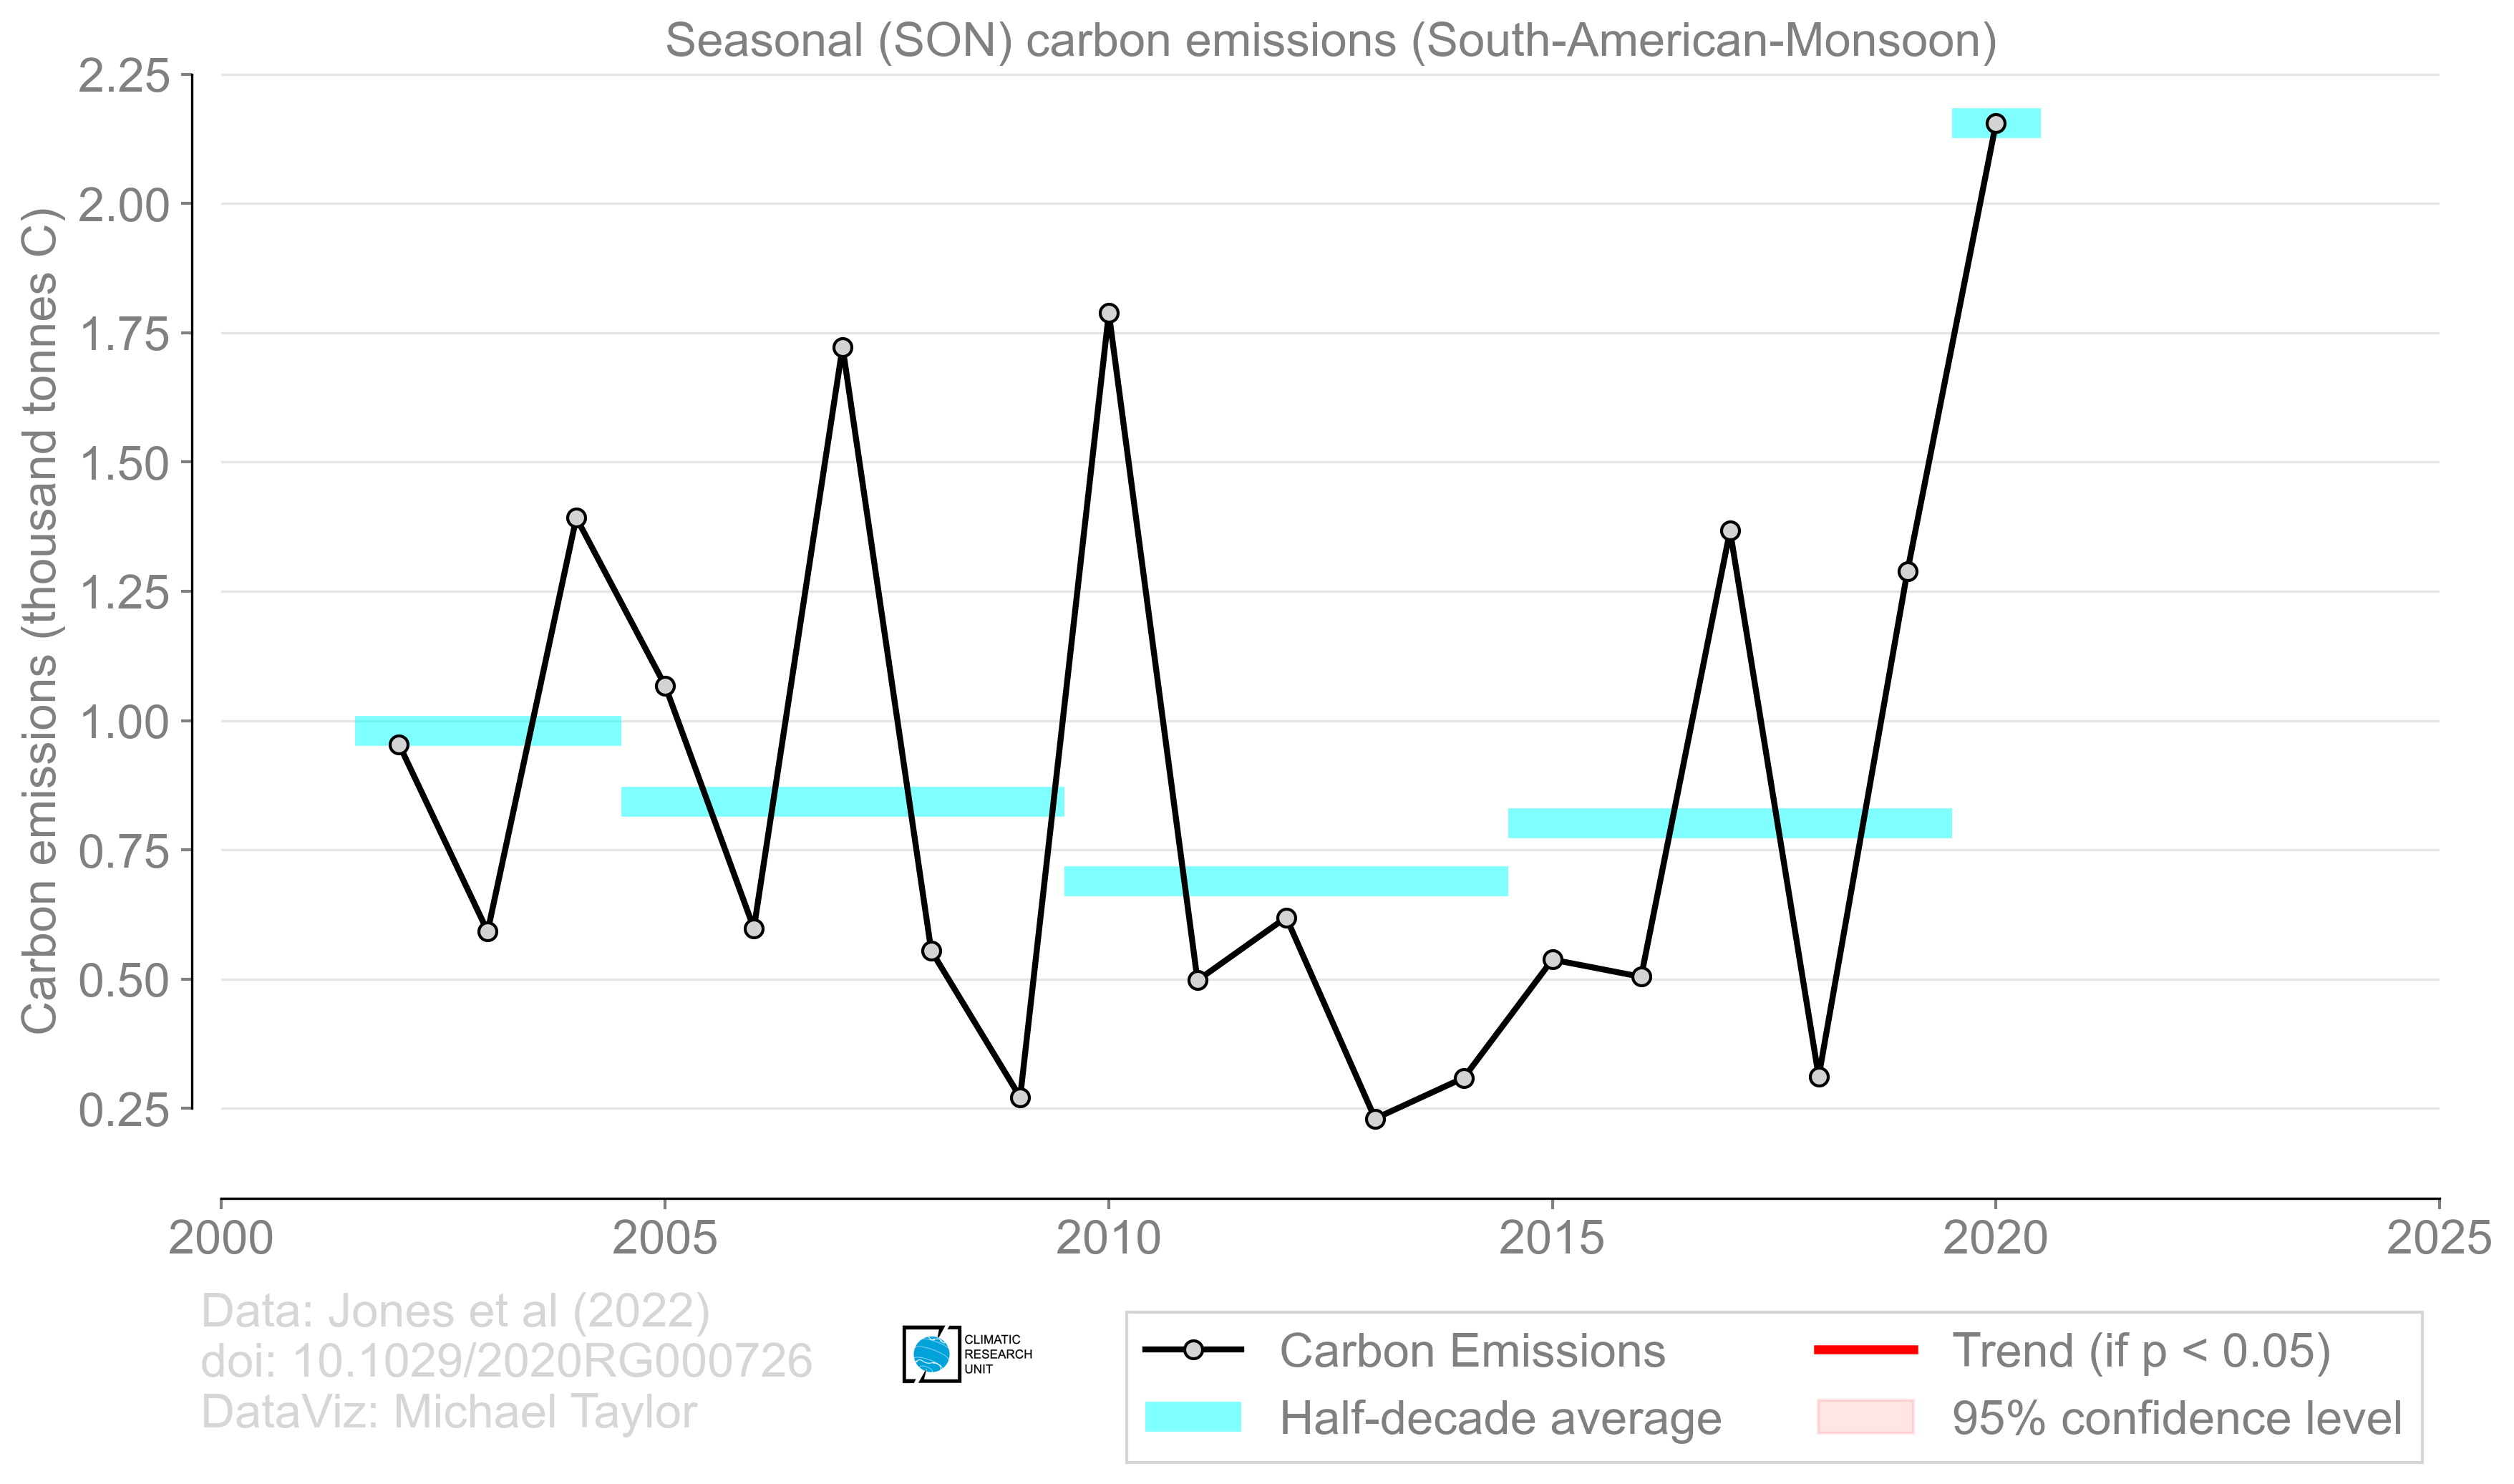 Seasonal (SON) carbon emissions (South-American-Monsoon)
Carbon emissions (thousand tonnes C)
2.25
2.00
1.75
1.50
1.25
1.00
0.75
0.50
0.25
2000 2005 2010 2015 2020 2025
Data: Jones et al (2022)
doi: 10.1029/2020RG000726
DataViz: Michael Taylor
CLIMATIC
RESEARCH
UNIT
Carbon Emissions
Half-decade average
Trend (if p < 0.05)
95% confidence level